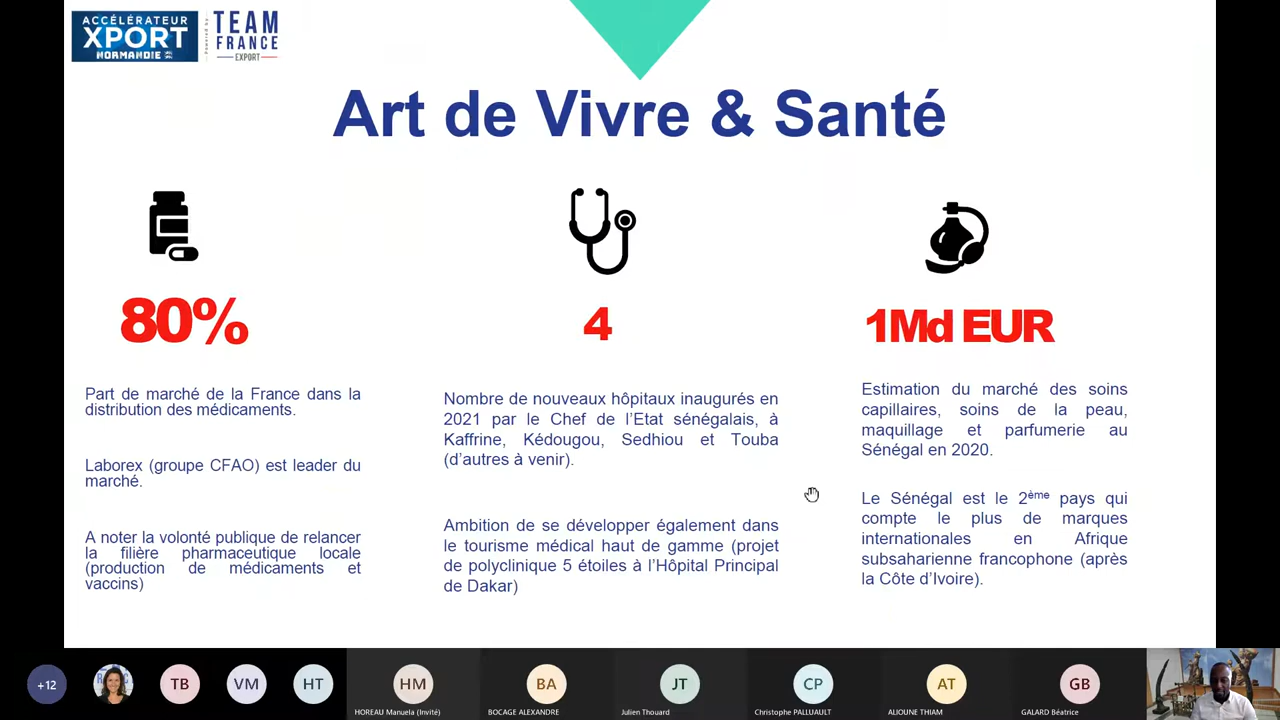 ACCÉLÉRATEUR
XPORT
NORMANDIE
Powered by
TEAM
FRANCE
EXPORT
Art de Vivre & Santé
80%
Part de marché de la France dans la
distribution des médicaments.
Laborex (groupe CFAO) est leader du
marché.
A noter la volonté publique de relancer
la filière pharmaceutique locale
(production de médicaments et
vaccins)
4
Nombre de nouveaux hôpitaux inaugurés en
2021 par le Chef de l’Etat sénégalais, à
Kaffrine, Kédougou, Sedhiou et Touba
(d’autres à venir).
Ambition de se développer également dans
le tourisme médical haut de gamme (projet
de polyclinique 5 étoiles à l’Hôpital Principal
de Dakar)
1Md EUR
Estimation du marché des soins
capillaires, soins de la peau,
maquillage et parfumerie au
Sénégal en 2020.
Le Sénégal est le 2ème pays qui
compte le plus de marques
internationales en Afrique
subsaharienne francophone (après
la Côte d’Ivoire).
+12
TB
VM
HT
HM
HOREAU Manuela (Invité)
BA
BOCAGE ALEXANDRE
JT
Julien Thouard
CP
Christophe PALLUAULT
AT
ALIOUNE THIAM
GB
GALARD Béatrice